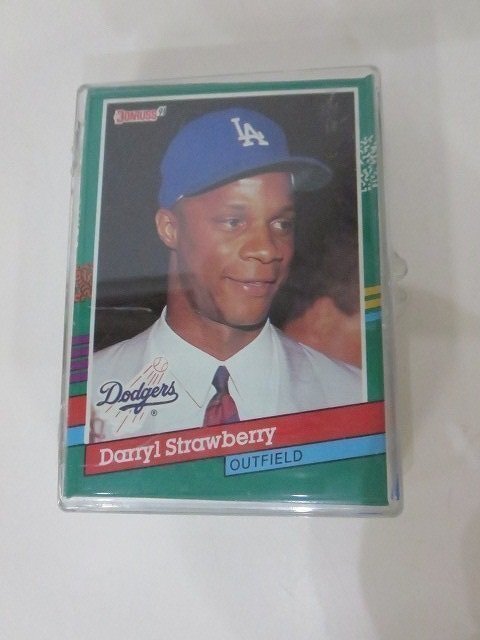 DONRUSS '91
LA
Dodgers
®
Darryl Strawberry
OUTFIELD